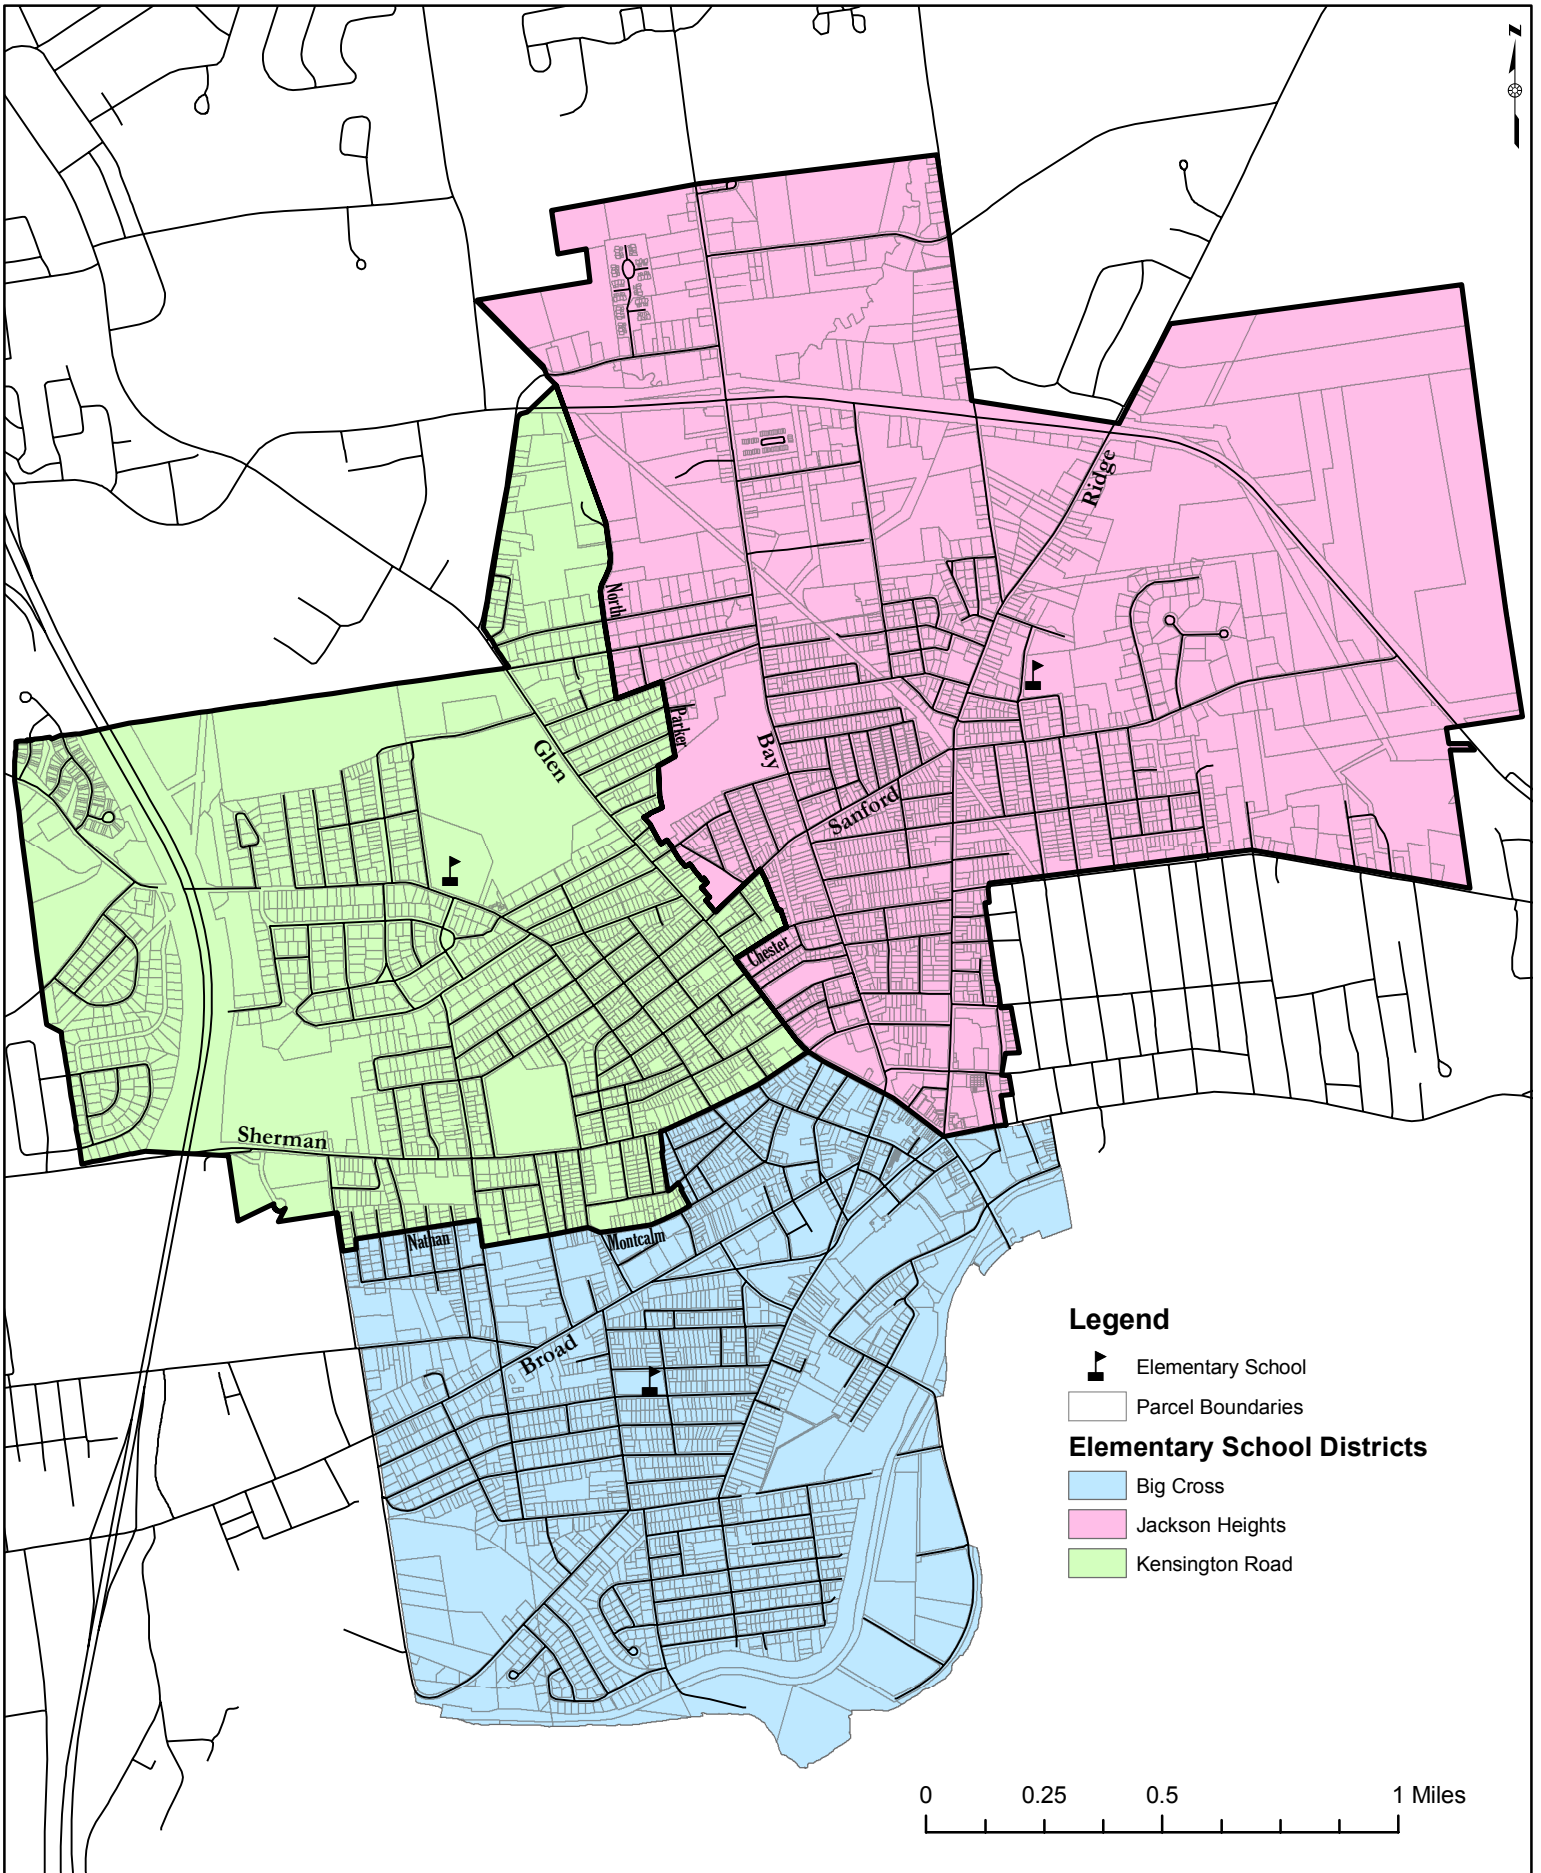 N
Ridge
North
Parker
Bay
Glen
Sanford
Chester
Sherman
Nathan
Montcalm
Broad
Legend
Elementary School
Parcel Boundaries
Elementary School Districts
Big Cross
Jackson Heights
Kensington Road
0 0.25 0.5 1 Miles